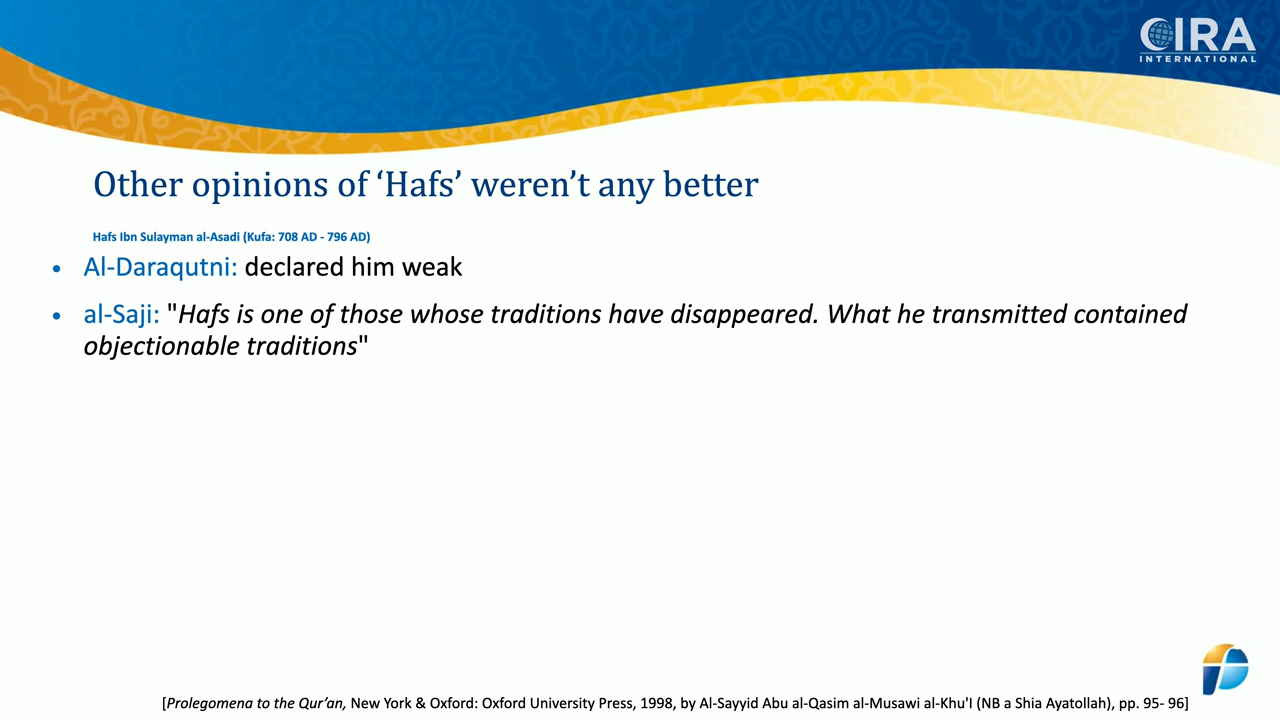 CIRA
INTERNATIONAL
Other opinions of ‘Hafs’ weren’t any better
Hafs Ibn Sulayman al-Asadi (Kufa: 708 AD - 796 AD)
• Al-Daraqutni: declared him weak
• al-Saji: "Hafs is one of those whose traditions have disappeared. What he transmitted contained
objectionable traditions"
[Prolegomena to the Qur’an, New York & Oxford: Oxford University Press, 1998, by Al-Sayyid Abu al-Qasim al-Musawi al-Khu'I (NB a Shia Ayatollah), pp. 95- 96]